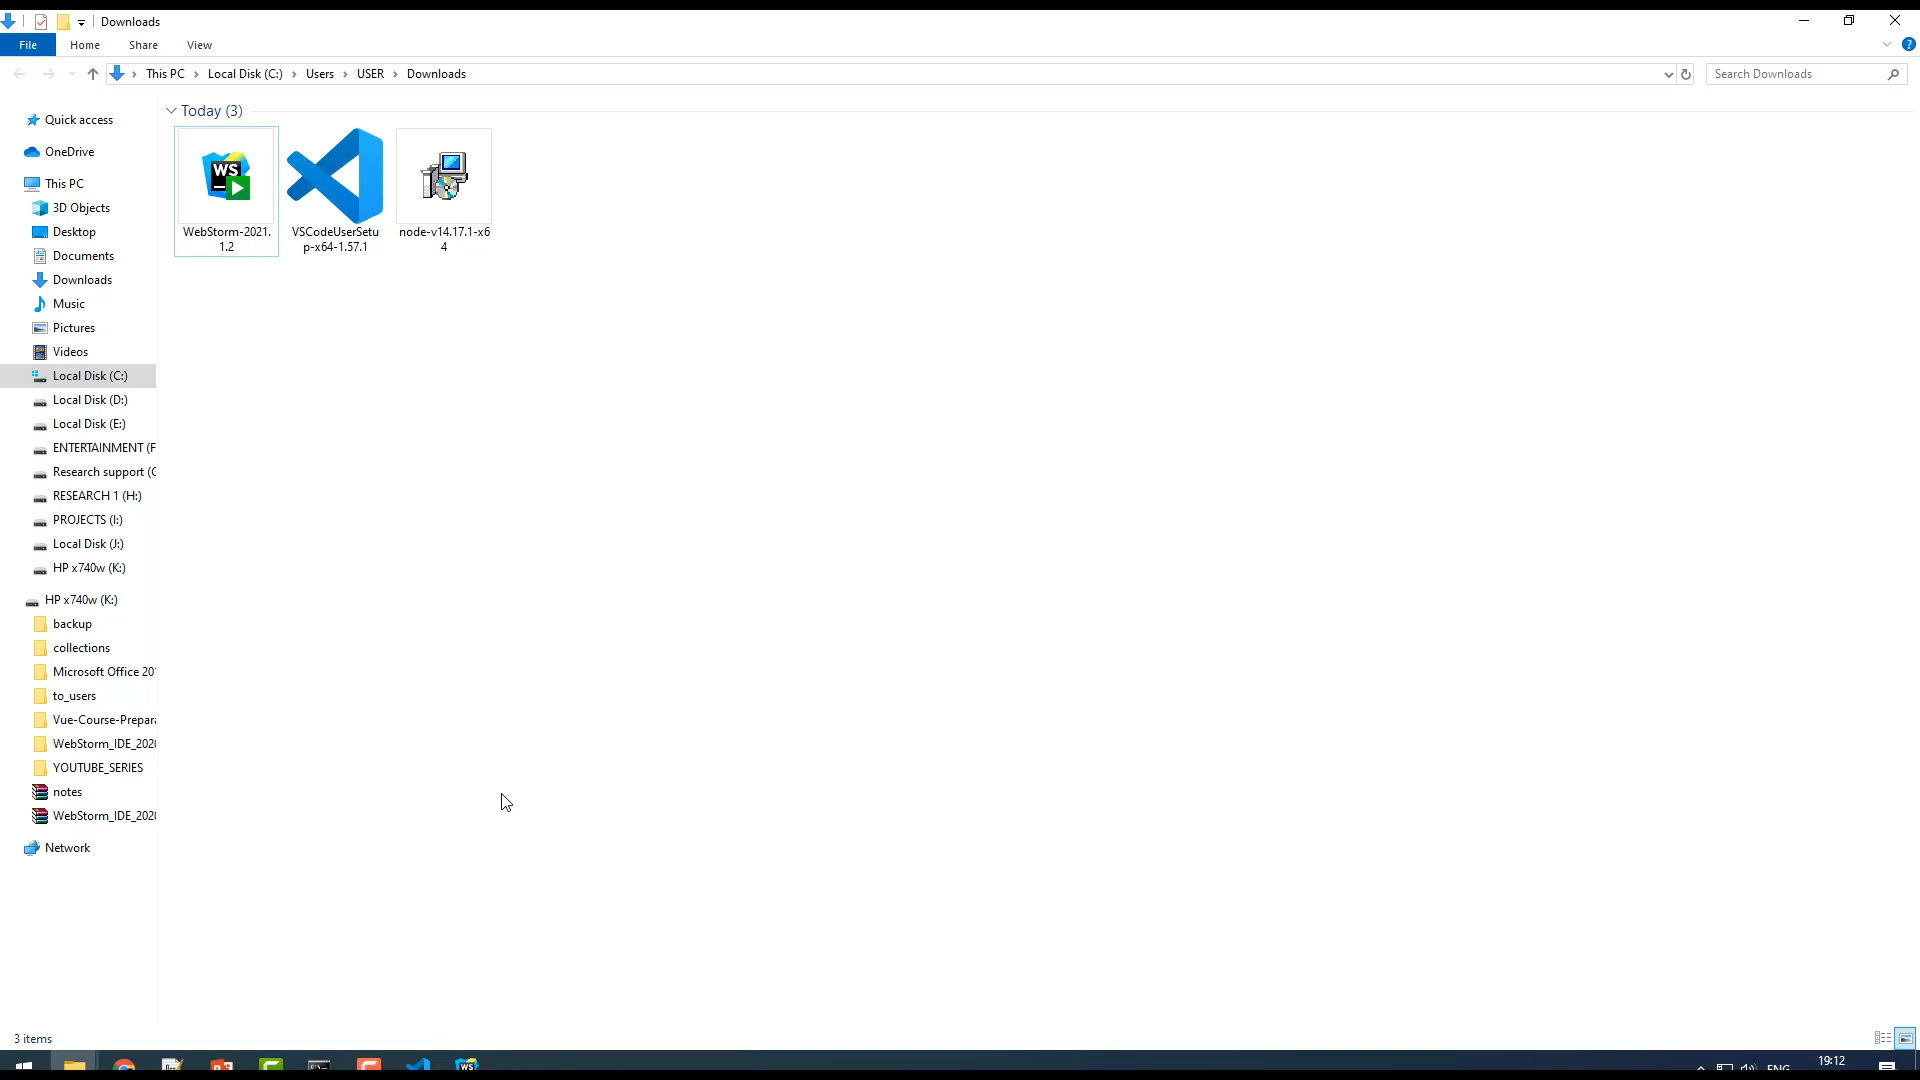 Downloads
File Home Share View
This PC Local Disk (C:) Users USER Downloads
Search Downloads
Quick access
OneDrive
This PC
3D Objects
Desktop
Documents
Downloads
Music
Pictures
Videos
Local Disk (C:)
Local Disk (D:)
Local Disk (E:)
ENTERTAINMENT (F
Research support (G
RESEARCH 1 (H:)
PROJECTS (I:)
Local Disk (J:)
HP x740w (K:)
HP x740w (K:)
backup
collections
Microsoft Office 20
to_users
Vue-Course-Prepar
WebStorm_IDE_202
YOUTUBE_SERIES
notes
WebStorm_IDE_202
Network
Today (3)
WS
WebStorm-2021.
1.2
VSCodeUserSetu
p-x64-1.57.1
node-v14.17.1-x6
4
3 items
WS
ENG
19:12